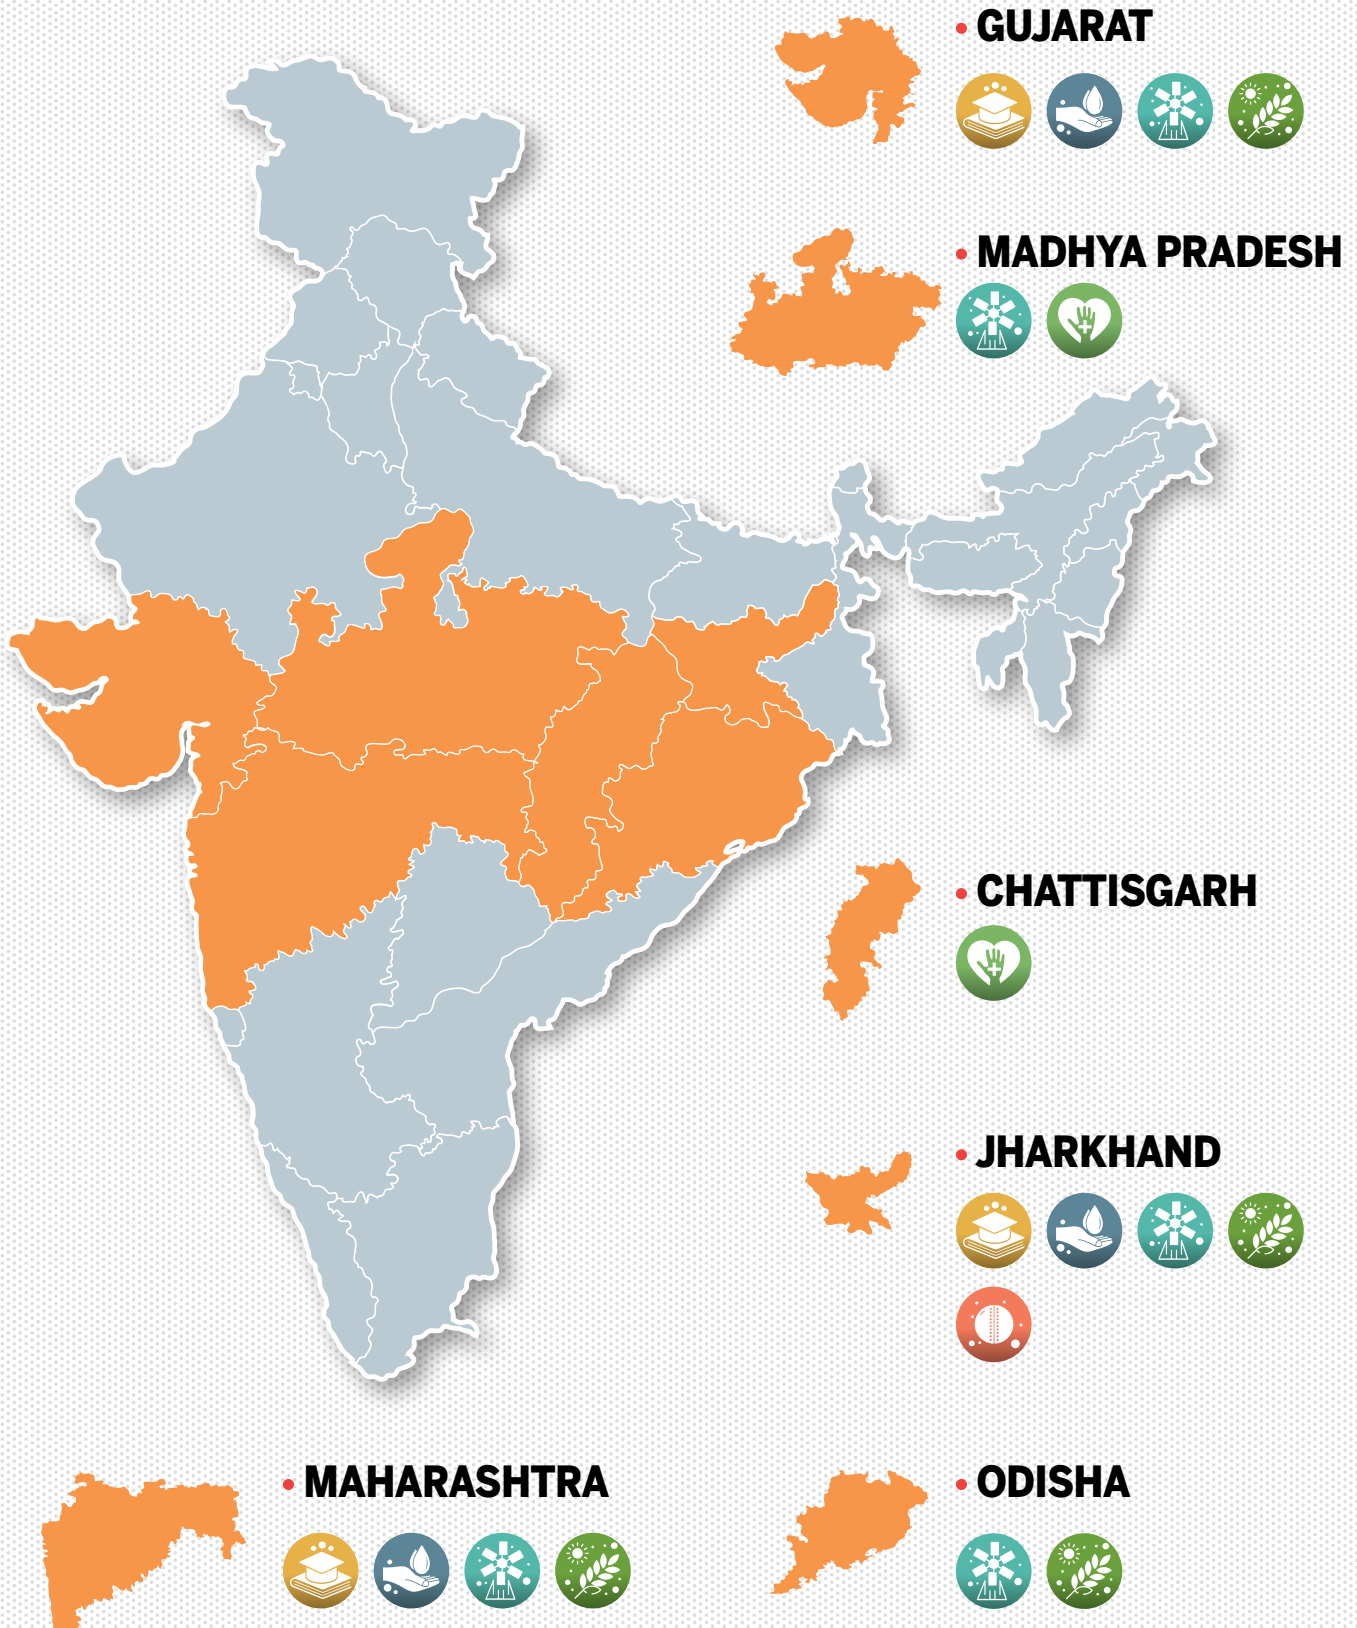 • GUJARAT
• MADHYA PRADESH
• CHATTISGARH
• JHARKHAND
• MAHARASHTRA
• ODISHA